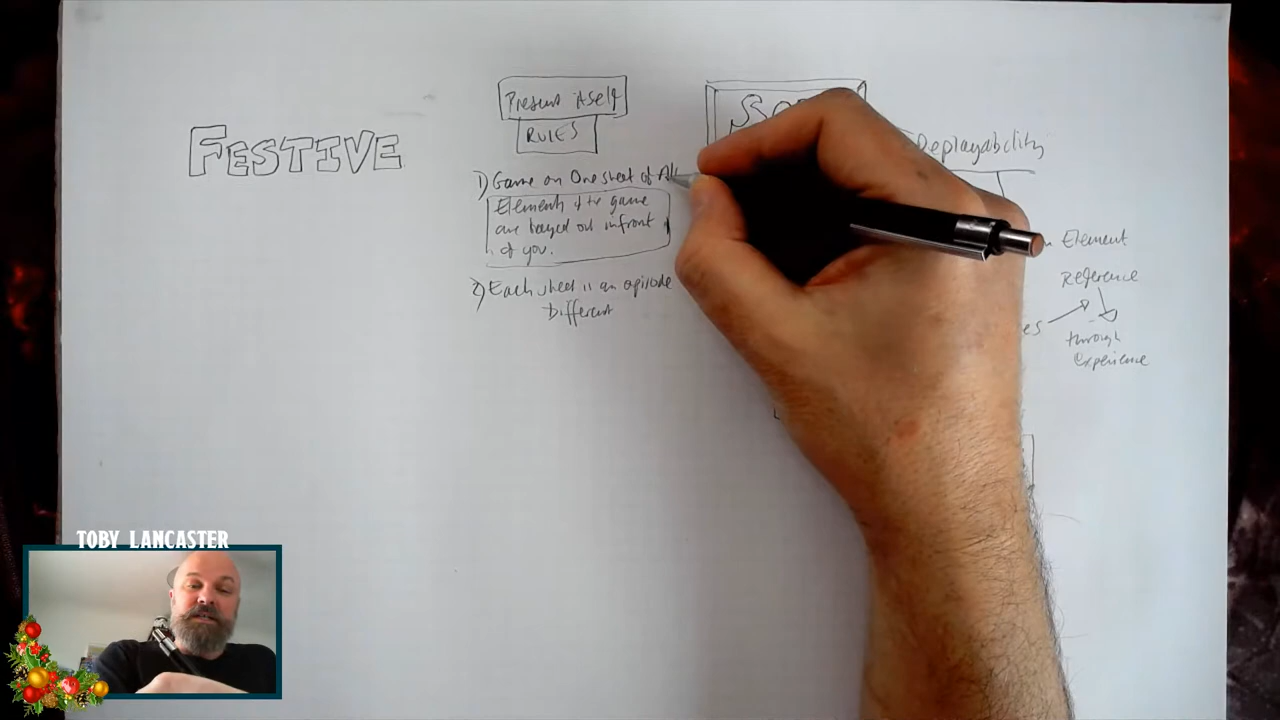 FESTIVE
Present itself
RULES
1) Game on One sheet of A4
Elements of the game
are layed out infront
of you.
2) Each sheet is an episode
Different
Replayability
Element
Reference
through
Experience
TOBY LANCASTER